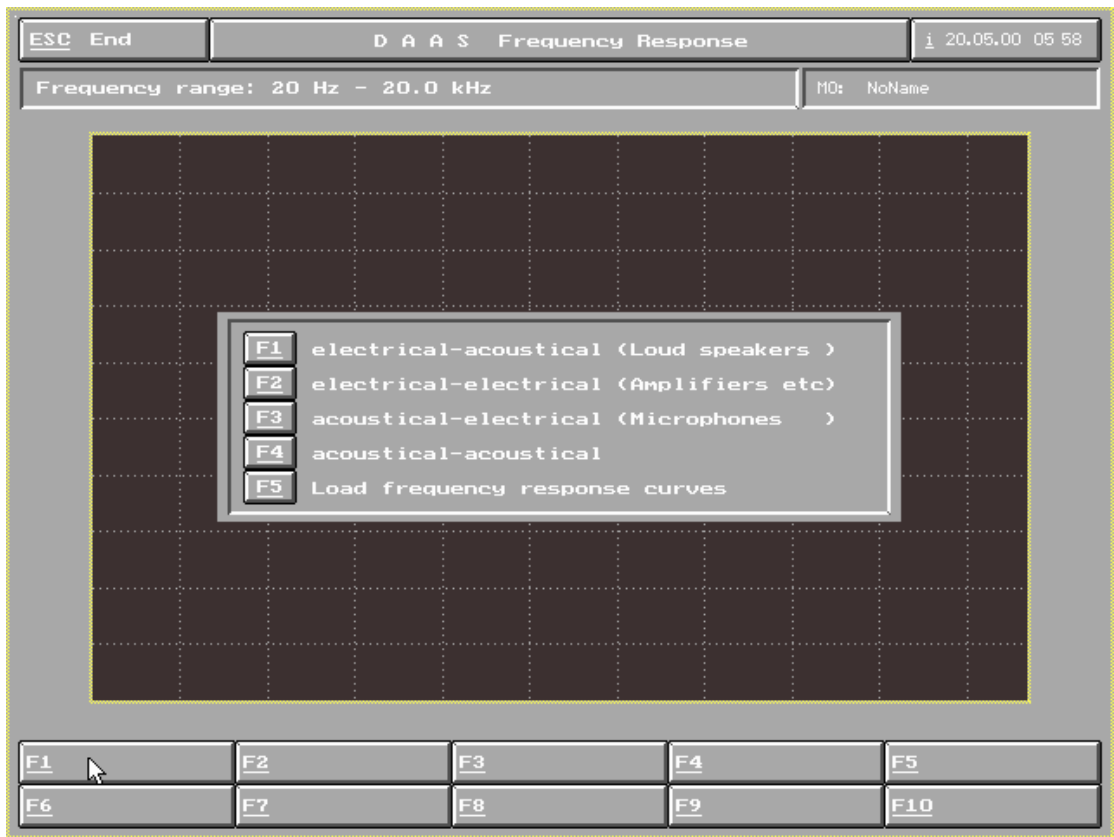 ESC End D A A S Frequency Response i 20.05.00 05 58
Frequency range: 20 Hz - 20.0 kHz MO: NoName
F1 electrical-acoustical (Loud speakers )
F2 electrical-electrical (Amplifiers etc)
F3 acoustical-electrical (Microphones )
F4 acoustical-acoustical
F5 Load frequency response curves
F1 F2 F3 F4 F5
F6 F7 F8 F9 F10